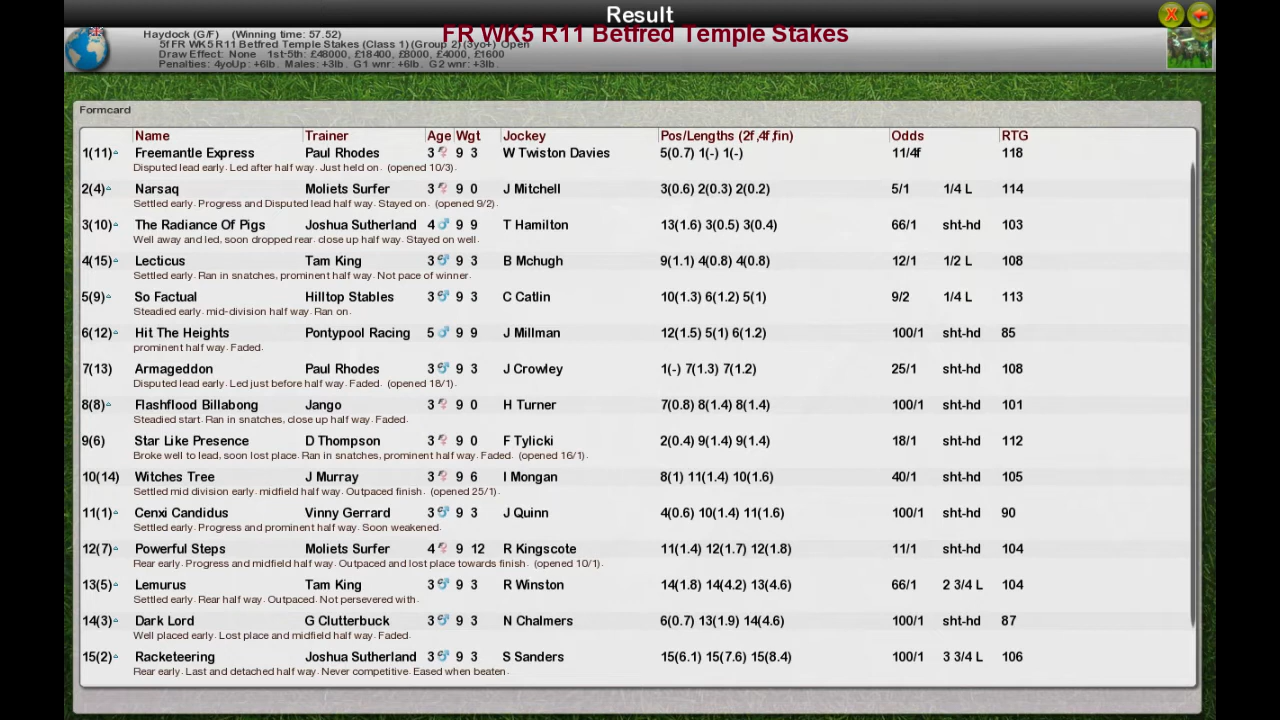 Result
FR WK5 R11 Betfred Temple Stakes
Haydock (G/F) (Winning time: 57.52)
5f FR WK5 R11 Betfred Temple Stakes (Class 1) (Group 2) (3yo+) Open
Draw Effect: None 1st-5th: £48000, £18400, £8000, £4000, £1600
Penalties: 4yoUp: +6lb. Males: +3lb. G1 wnr: +6lb. G2 wnr: +3lb.
Formcard
Name Trainer Age Wgt Jockey Pos/Lengths (2f,4f,fin) Odds RTG
1(11) Freemantle Express Paul Rhodes 3 9 3 W Twiston Davies 5(0.7) 1(-) 1(-) 11/4f 118
Disputed lead early. Led after half way. Just held on. (opened 10/3).
2(4) Narsaq Moliets Surfer 3 9 0 J Mitchell 3(0.6) 2(0.3) 2(0.2) 5/1 1/4 L 114
Settled early. Progress and Disputed lead half way. Stayed on. (opened 9/2).
3(10) The Radiance Of Pigs Joshua Sutherland 4 9 9 T Hamilton 13(1.6) 3(0.5) 3(0.4) 66/1 sht-hd 103
Well away and led, soon dropped rear. close up half way. Stayed on well.
4(15) Lecticus Tam King 3 9 3 B Mchugh 9(1.1) 4(0.8) 4(0.8) 12/1 1/2 L 108
Settled early. Ran in snatches, prominent half way. Not pace of winner.
5(9) So Factual Hilltop Stables 3 9 3 C Catlin 10(1.3) 6(1.2) 5(1) 9/2 1/4 L 113
Steadied early. mid-division half way. Ran on.
6(12) Hit The Heights Pontypool Racing 5 9 9 J Millman 12(1.5) 5(1) 6(1.2) 100/1 sht-hd 85
prominent half way. Faded.
7(13) Armageddon Paul Rhodes 3 9 3 J Crowley 1(-) 7(1.3) 7(1.2) 25/1 sht-hd 108
Disputed lead early. Led just before half way. Faded. (opened 18/1).
8(8) Flashflood Billabong Jango 3 9 0 H Turner 7(0.8) 8(1.4) 8(1.4) 100/1 sht-hd 101
Steadied start. Ran in snatches, close up half way. Faded.
9(6) Star Like Presence D Thompson 3 9 0 F Tylicki 2(0.4) 9(1.4) 9(1.4) 18/1 sht-hd 112
Broke well to lead, soon lost place. Ran in snatches, prominent half way. Faded. (opened 16/1).
10(14) Witches Tree J Murray 3 9 6 I Mongan 8(1) 11(1.4) 10(1.6) 40/1 sht-hd 105
Settled mid division early. midfield half way. Outpaced finish. (opened 25/1).
11(1) Cenxi Candidus Vinny Gerrard 3 9 3 J Quinn 4(0.6) 10(1.4) 11(1.6) 100/1 sht-hd 90
Settled early. Progress and prominent half way. Soon weakened.
12(7) Powerful Steps Moliets Surfer 4 9 12 R Kingscote 11(1.4) 12(1.7) 12(1.8) 11/1 sht-hd 104
Rear early. Progress and midfield half way. Outpaced and lost place towards finish. (opened 10/1).
13(5) Lemurus Tam King 3 9 3 R Winston 14(1.8) 14(4.2) 13(4.6) 66/1 2 3/4 L 104
Settled early. Rear half way. Outpaced. Not persevered with.
14(3) Dark Lord G Clutterbuck 3 9 3 N Chalmers 6(0.7) 13(1.9) 14(4.6) 100/1 sht-hd 87
Well placed early. Lost place and midfield half way. Faded.
15(2) Racketeering Joshua Sutherland 3 9 3 S Sanders 15(6.1) 15(7.6) 15(8.4) 100/1 3 3/4 L 106
Rear early. Last and detached half way. Never competitive. Eased when beaten.